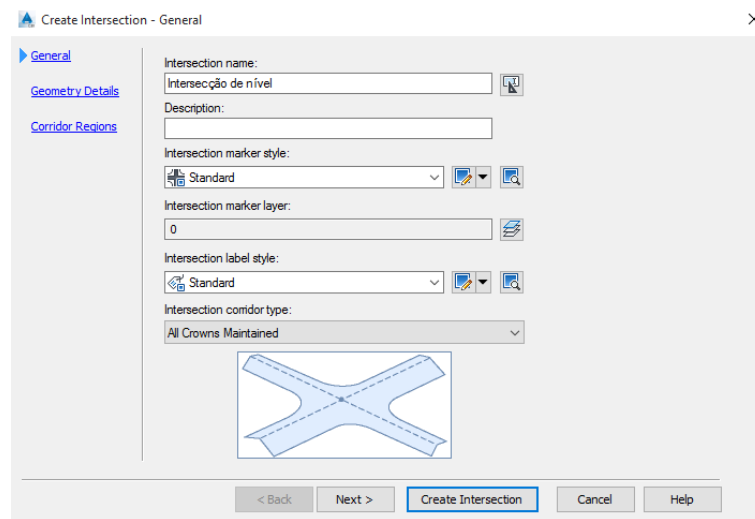 Create Intersection - General
General
Geometry Details
Corridor Regions
Intersection name:
Intersecção de nível
Description:
Intersection marker style:
Standard
Intersection marker layer:
0
Intersection label style:
Standard
Intersection corridor type:
All Crowns Maintained
< Back Next > Create Intersection Cancel Help